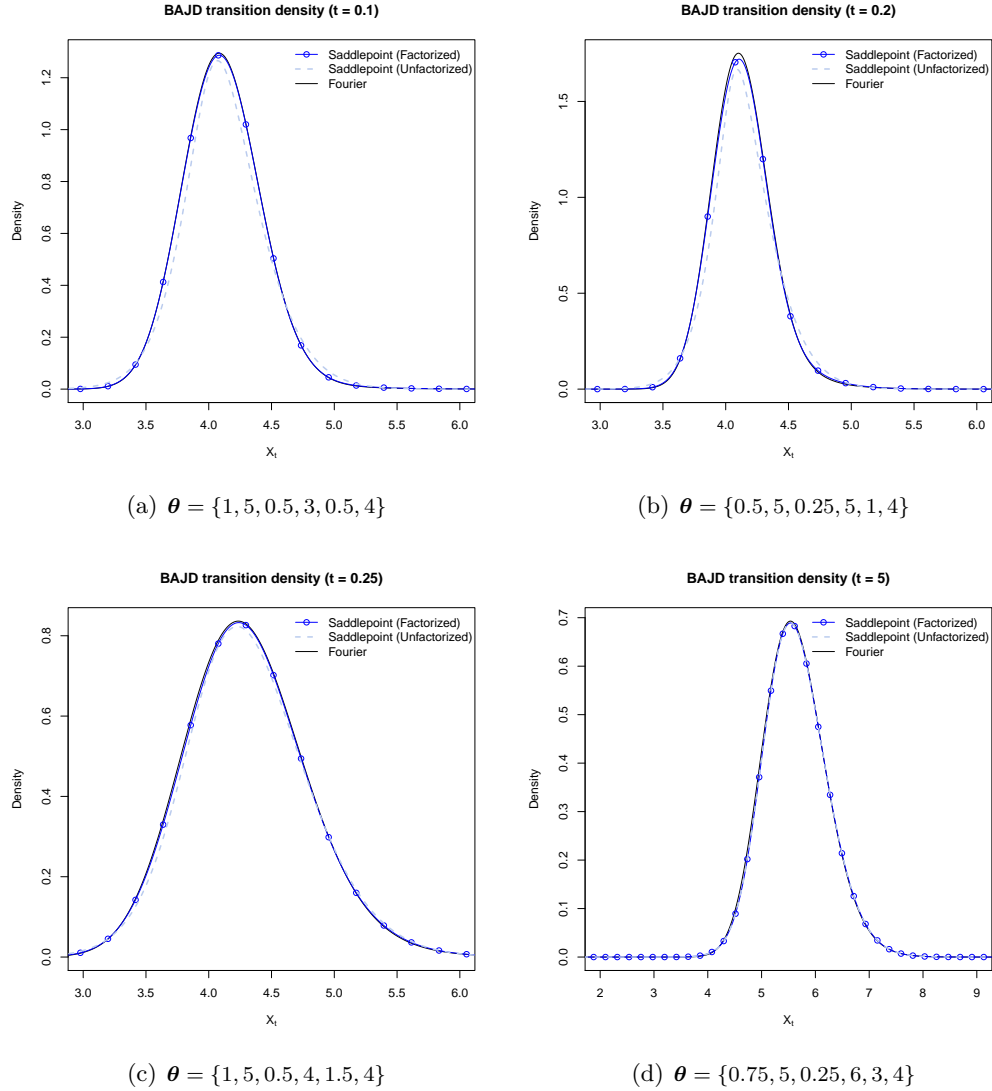 BAJD transition density (t = 0.1)
Saddlepoint (Factorized)
Saddlepoint (Unfactorized)
Fourier
Density
0.0 0.2 0.4 0.6 0.8 1.0 1.2
3.0 3.5 4.0 4.5 5.0 5.5 6.0
X_t
(a) θ = {1, 5, 0.5, 3, 0.5, 4}
BAJD transition density (t = 0.2)
Saddlepoint (Factorized)
Saddlepoint (Unfactorized)
Fourier
Density
0.0 0.5 1.0 1.5
3.0 3.5 4.0 4.5 5.0 5.5 6.0
X_t
(b) θ = {0.5, 5, 0.25, 5, 1, 4}
BAJD transition density (t = 0.25)
Saddlepoint (Factorized)
Saddlepoint (Unfactorized)
Fourier
Density
0.0 0.2 0.4 0.6 0.8
3.0 3.5 4.0 4.5 5.0 5.5 6.0
X_t
(c) θ = {1, 5, 0.5, 4, 1.5, 4}
BAJD transition density (t = 5)
Saddlepoint (Factorized)
Saddlepoint (Unfactorized)
Fourier
Density
0.0 0.1 0.2 0.3 0.4 0.5 0.6 0.7
2 3 4 5 6 7 8 9
X_t
(d) θ = {0.75, 5, 0.25, 6, 3, 4}